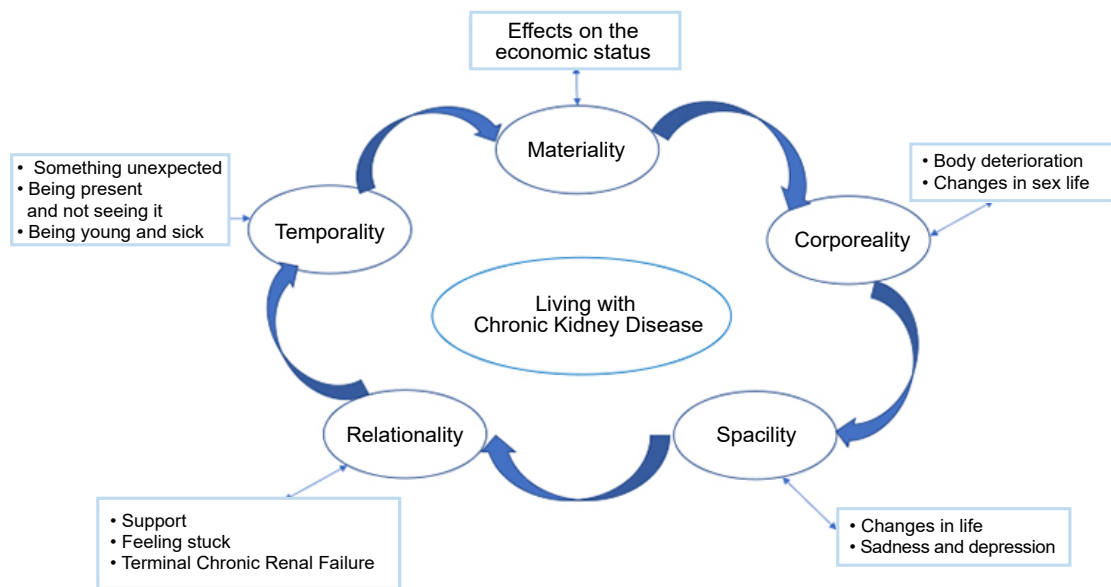 Effects on the
economic status
Materiality
• Something unexpected
• Being present
and not seeing it
• Being young and sick
Temporality
• Body deterioration
• Changes in sex life
Corporeality
Living with
Chronic Kidney Disease
Relationality
Spacility
• Support
• Feeling stuck
• Terminal Chronic Renal Failure
• Changes in life
• Sadness and depression